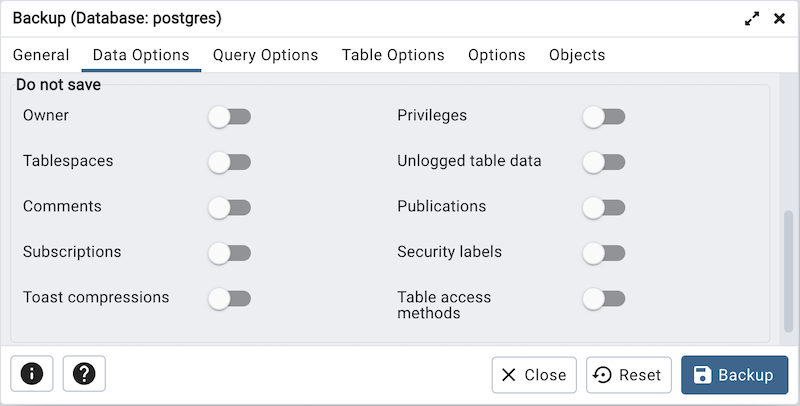 Backup (Database: postgres)
General Data Options Query Options Table Options Options Objects
Do not save
Owner Privileges
Tablespaces Unlogged table data
Comments Publications
Subscriptions Security labels
Toast compressions Table access
methods
Close Reset Backup